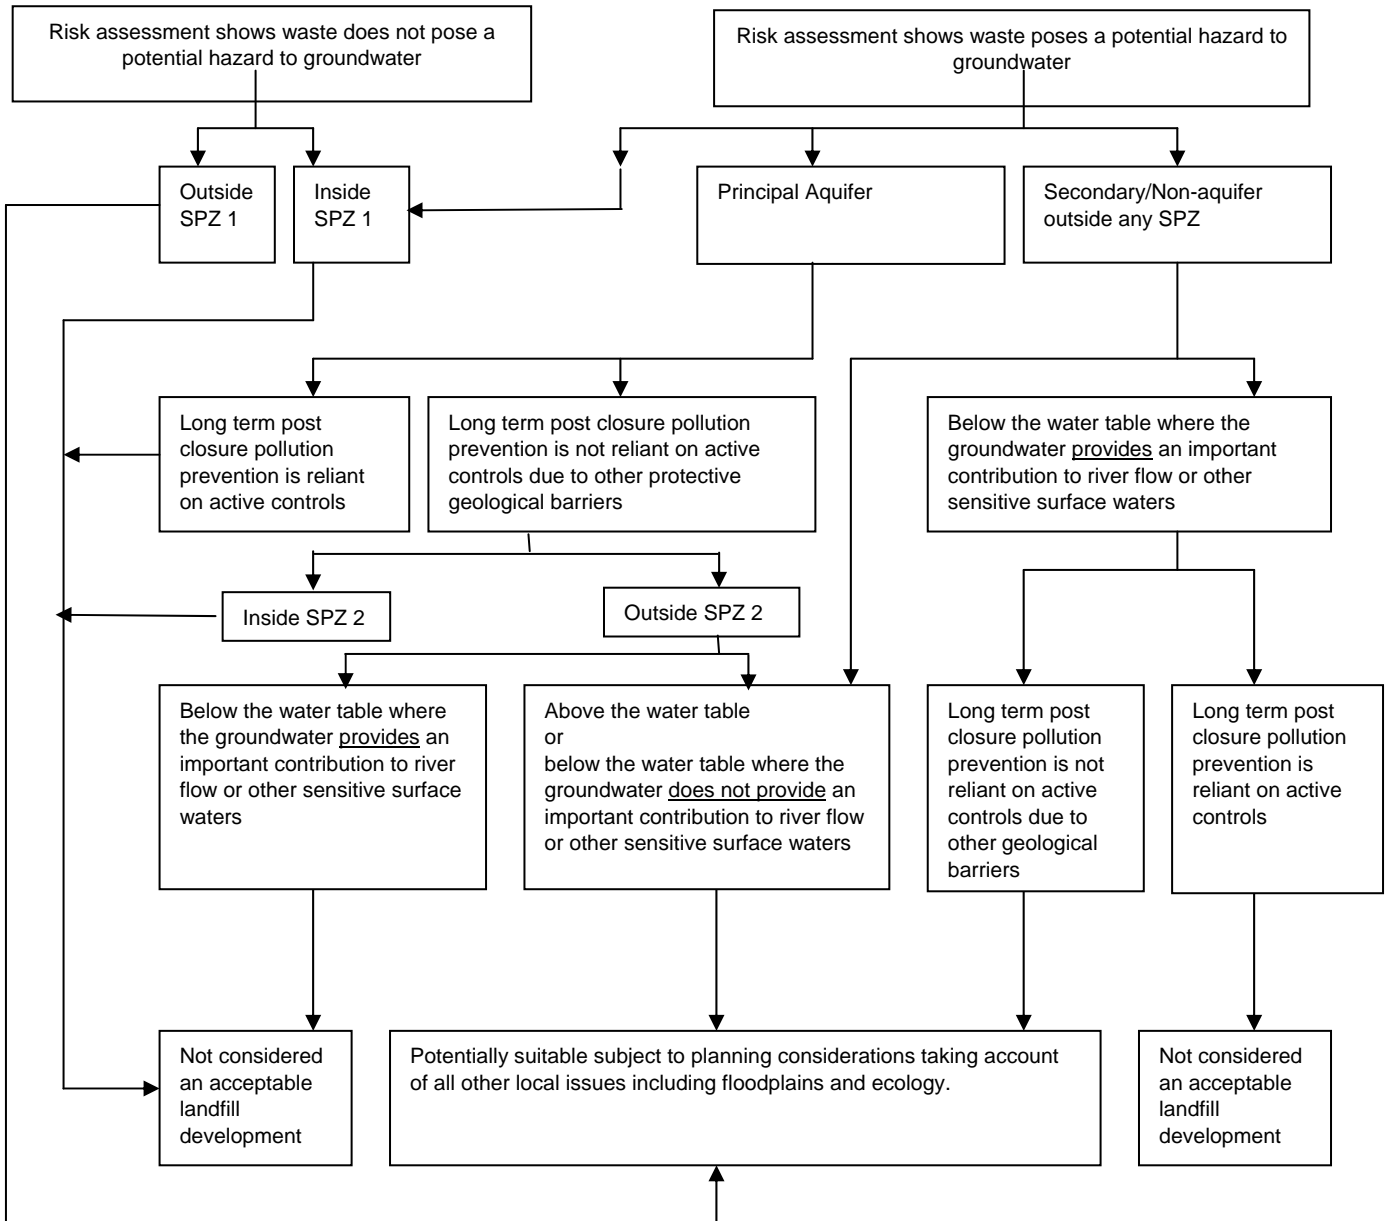 Risk assessment shows waste does not pose a
potential hazard to groundwater
Risk assessment shows waste poses a potential hazard to
groundwater
Outside
SPZ 1
Inside
SPZ 1
Principal Aquifer
Secondary/Non-aquifer
outside any SPZ
Long term post
closure pollution
prevention is reliant
on active controls
Long term post closure pollution
prevention is not reliant on active
controls due to other protective
geological barriers
Below the water table where the
groundwater provides an important
contribution to river flow or other
sensitive surface waters
Inside SPZ 2
Outside SPZ 2
Below the water table where
the groundwater provides an
important contribution to river
flow or other sensitive surface
waters
Above the water table
or
below the water table where the
groundwater does not provide an
important contribution to river flow
or other sensitive surface waters
Long term post
closure pollution
prevention is not
reliant on active
controls due to
other geological
barriers
Long term post
closure pollution
prevention is
reliant on active
controls
Not considered
an acceptable
landfill
development
Potentially suitable subject to planning considerations taking account
of all other local issues including floodplains and ecology.
Not considered
an acceptable
landfill
development